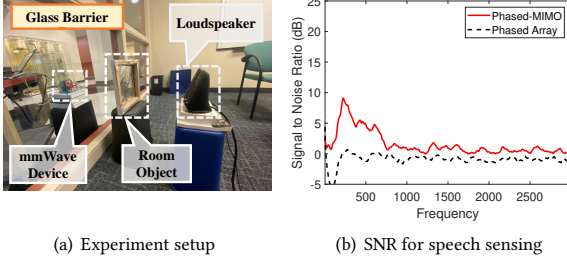 Glass Barrier
Loudspeaker
mmWave
Device
Room
Object
(a) Experiment setup
25
20
15
10
5
0
-5
Signal to Noise Ratio (dB)
Phased-MIMO
Phased Array
500 1000 1500 2000 2500
Frequency
(b) SNR for speech sensing